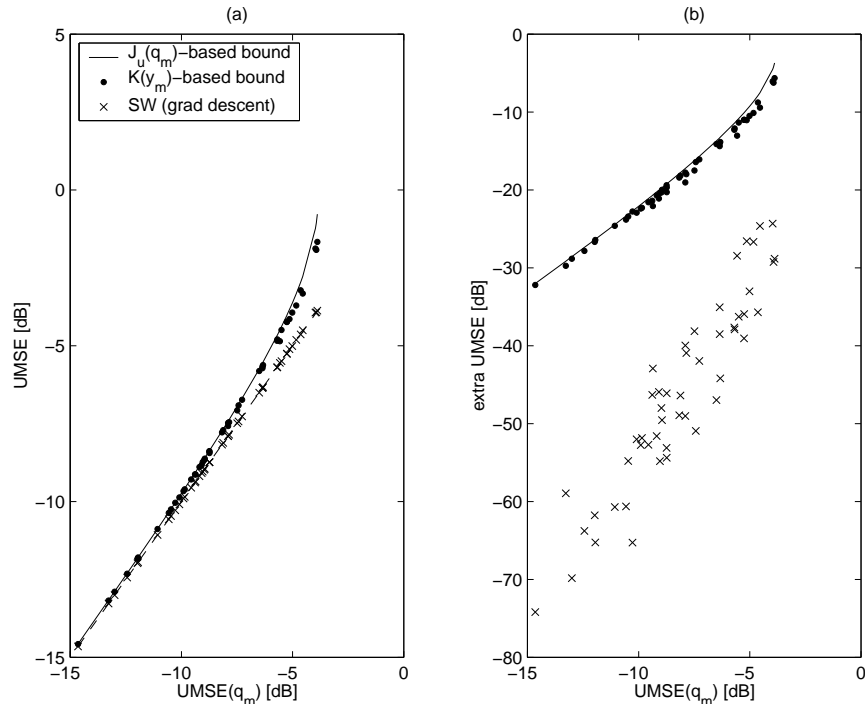 (a)
5
0
−5
−10
−15
−15
−10
−5
0
UMSE [dB]
UMSE(q_m) [dB]
J_u(q_m)−based bound
K(y_m)−based bound
SW (grad descent)
(b)
0
−10
−20
−30
−40
−50
−60
−70
−80
−15
−10
−5
0
extra UMSE [dB]
UMSE(q_m) [dB]